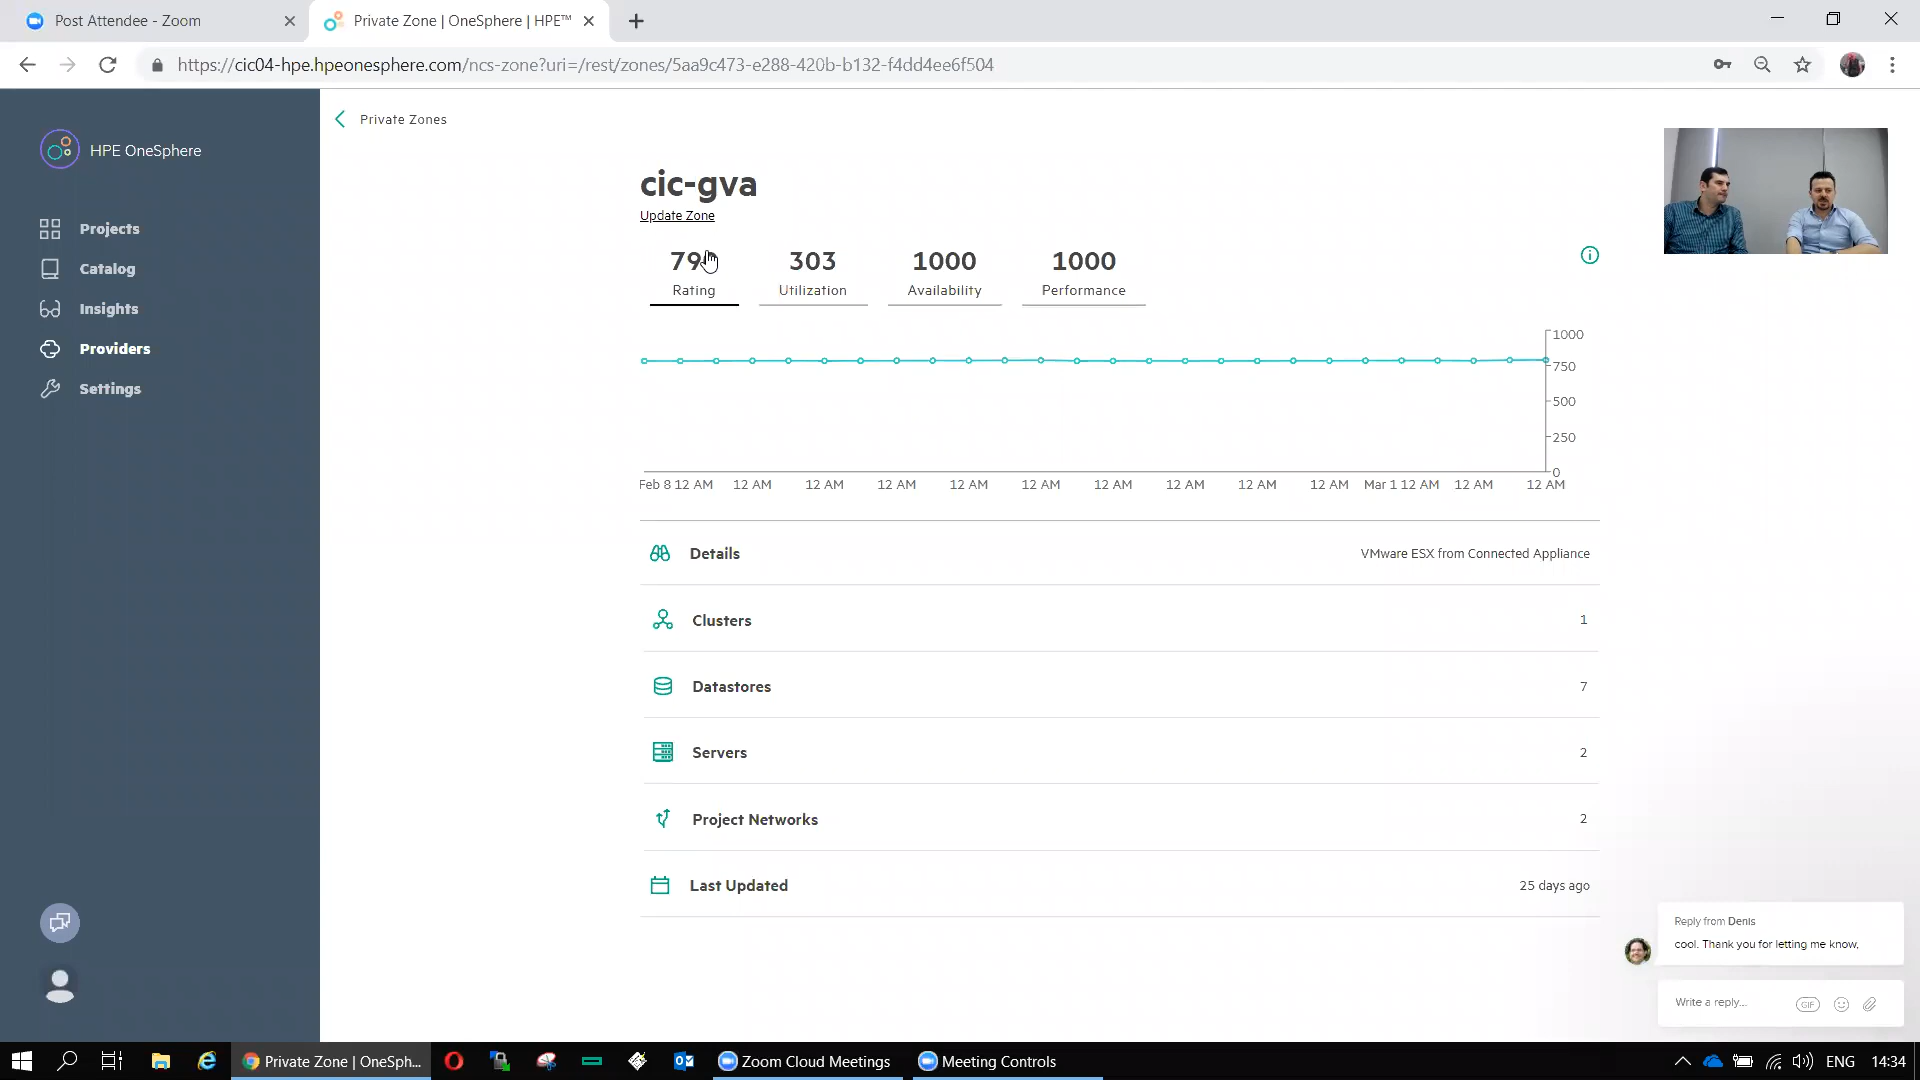 Post Attendee - Zoom
Private Zone | OneSphere | HPE™
https://cic04-hpe.hpeonesphere.com/ncs-zone?uri=/rest/zones/5aa9c473-e288-420b-b132-f4dd4ee6f504
HPE OneSphere
Projects
Catalog
Insights
Providers
Settings
Private Zones
cic-gva
Update Zone
303 1000 1000
Rating Utilization Availability Performance
1000
750
500
250
0
Feb 8 12 AM 12 AM 12 AM 12 AM 12 AM 12 AM 12 AM 12 AM 12 AM 12 AM Mar 1 12 AM 12 AM 12 AM
Details VMware ESX from Connected Appliance
Clusters 1
Datastores 7
Servers 2
Project Networks 2
Last Updated 25 days ago
Reply from Denis
cool. Thank you for letting me know,
Write a reply...
GIF
Private Zone | OneSph...
Zoom Cloud Meetings
Meeting Controls
ENG
14:34